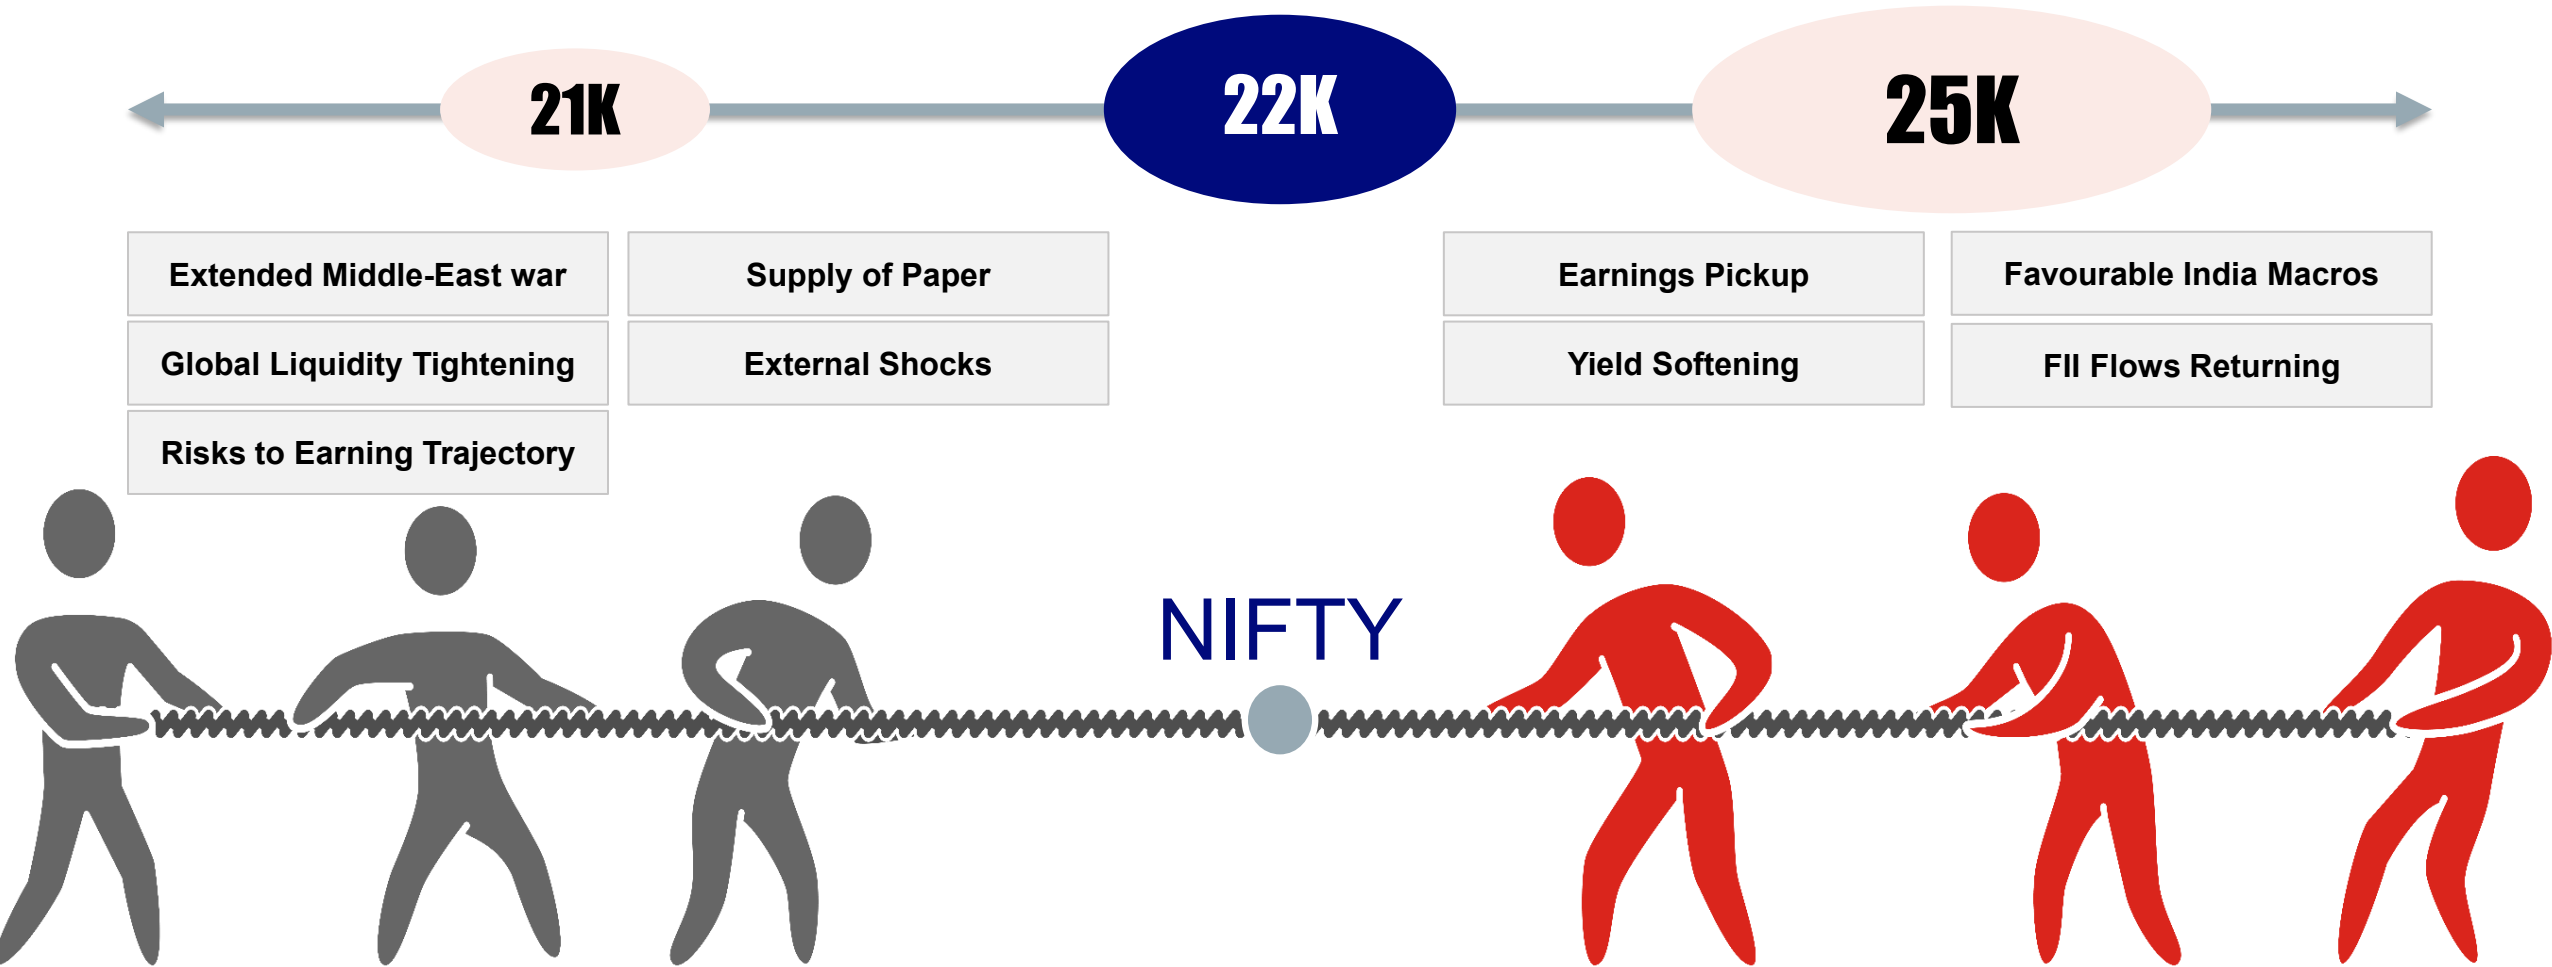 21K
22K
25K
Extended Middle-East war
Supply of Paper
Earnings Pickup
Favourable India Macros
Global Liquidity Tightening
External Shocks
Yield Softening
FII Flows Returning
Risks to Earning Trajectory
NIFTY